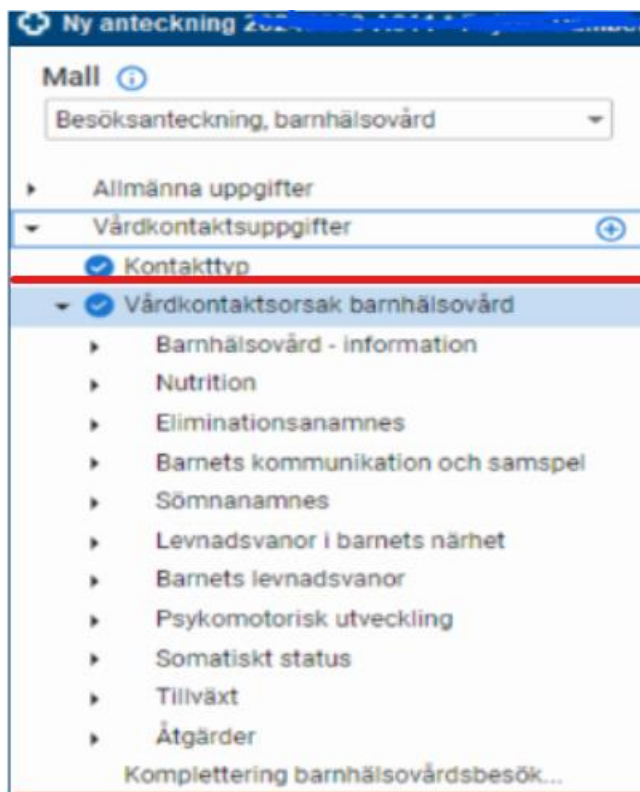 Ny anteckning
Mall
Besöksanteckning, barnhälsovård
Allmänna uppgifter
Vårdkontaktsuppgifter
Kontakttyp
Vårdkontaktsorsak barnhälsovård
Barnhälsovård - information
Nutrition
Eliminationsanamnes
Barnets kommunikation och samspel
Sömnanamnes
Levnadsvanor i barnets närhet
Barnets levnadsvanor
Psykomotorisk utveckling
Somatiskt status
Tillväxt
Åtgärder
Komplettering barnhälsovårdsbesök...